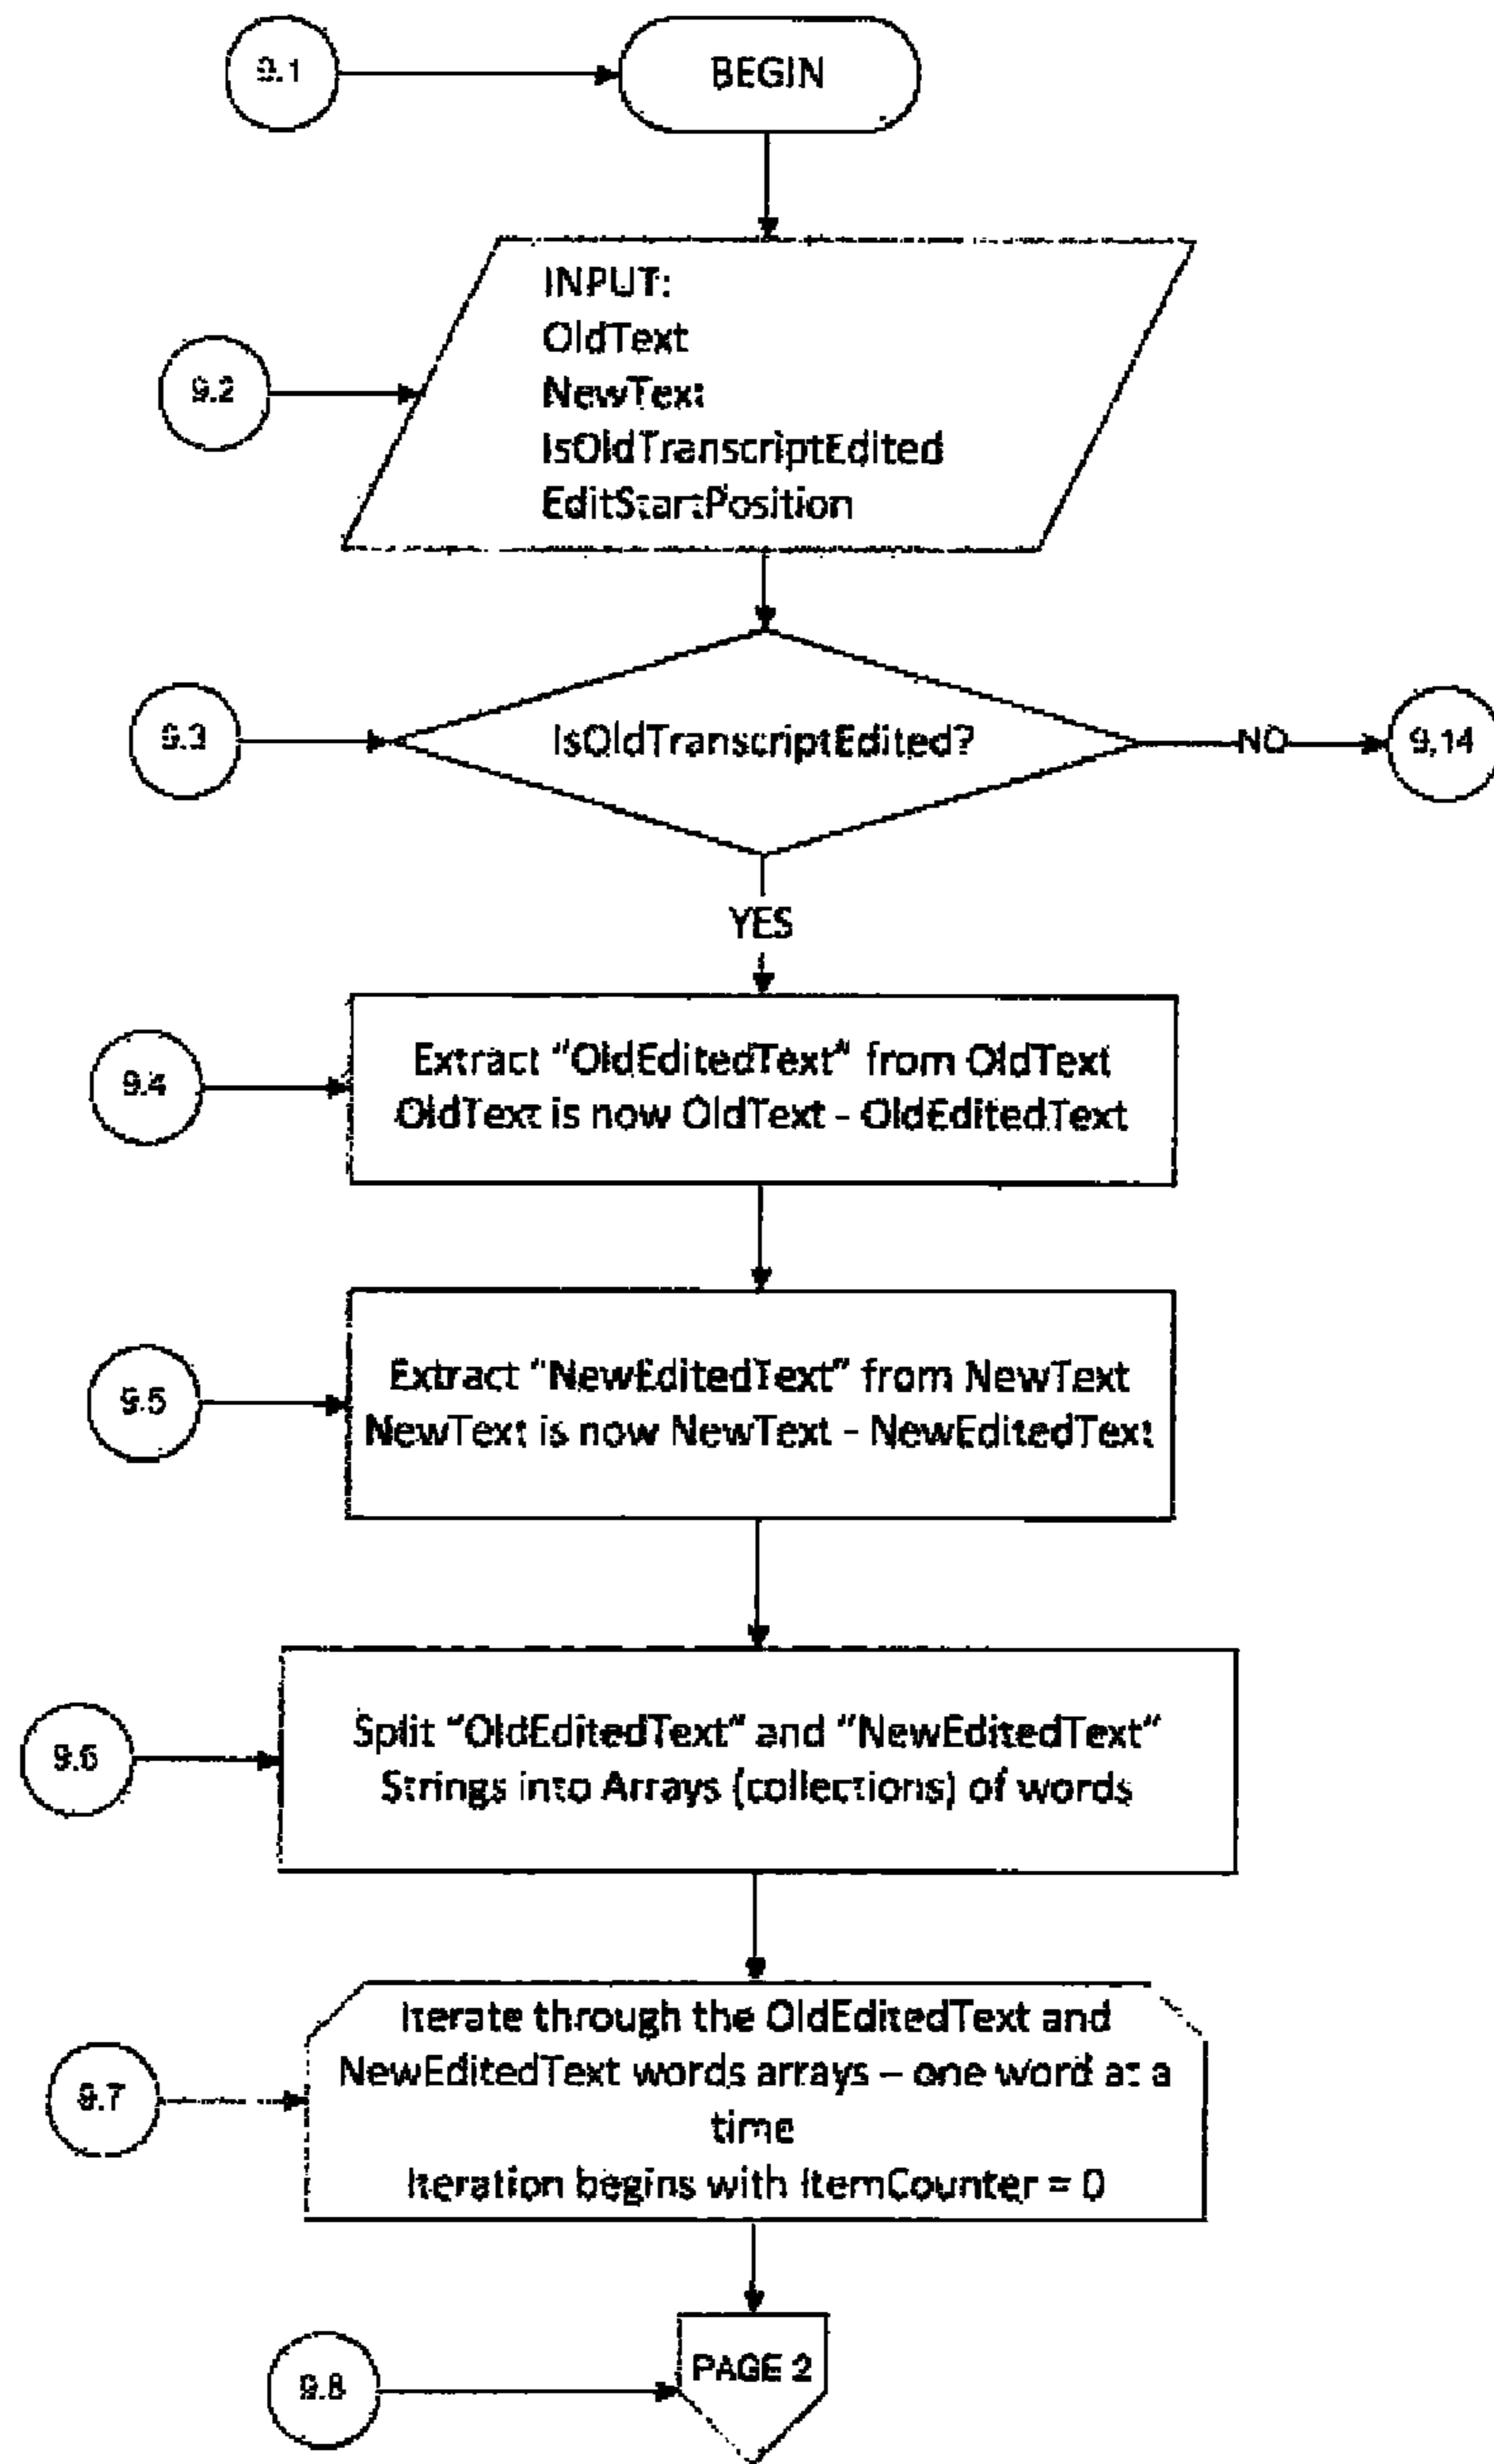 9.1
BEGIN
INPUT:
OldText
NewText
IsOldTranscriptEdited
EditStartPosition
9.2
9.3
IsOldTranscriptEdited?
NO
9.14
YES
9.4
Extract “OldEditedText” from OldText
OldText is now OldText - OldEditedText
9.5
Extract “NewEditedText” from NewText
NewText is now NewText - NewEditedText
9.6
Split “OldEditedText” and “NewEditedText”
Strings into Arrays (collections) of words
9.7
Iterate through the OldEditedText and
NewEditedText words arrays – one word at a
time
Iteration begins with ItemCounter = 0
9.8
PAGE 2